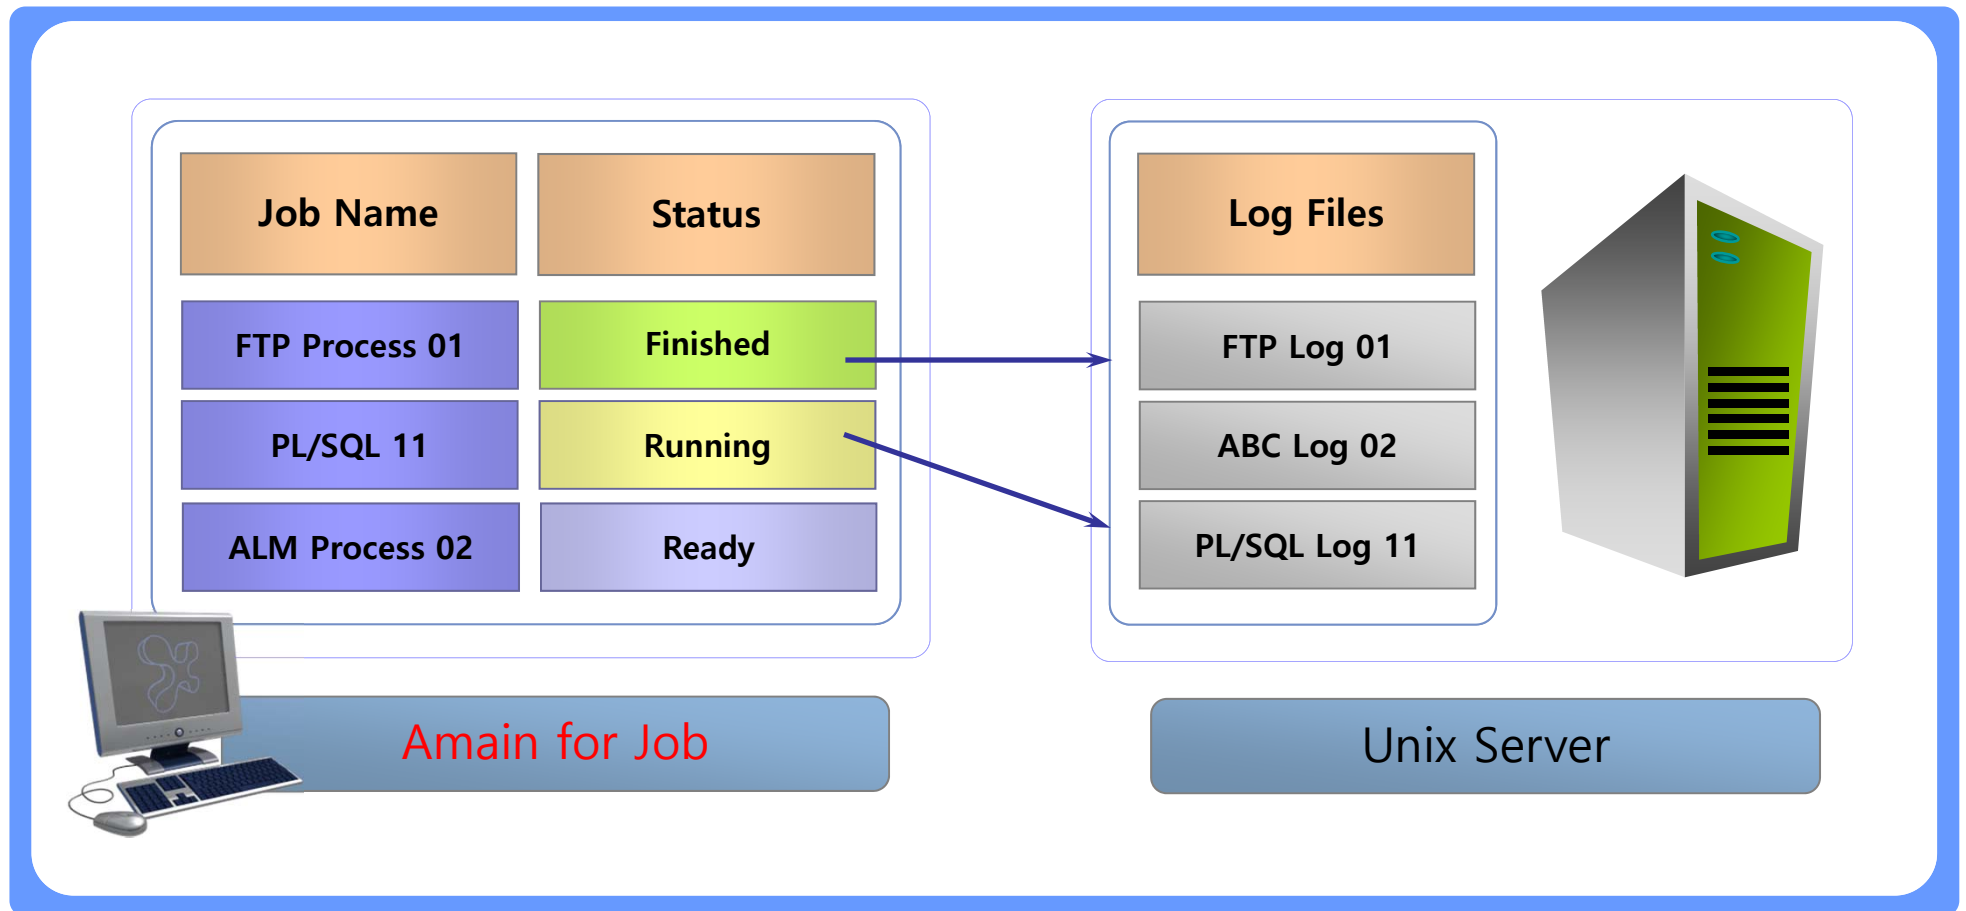 Job Name
Status
Log Files
FTP Process 01
Finished
FTP Log 01
PL/SQL 11
Running
ABC Log 02
ALM Process 02
Ready
PL/SQL Log 11
Amain for Job
Unix Server